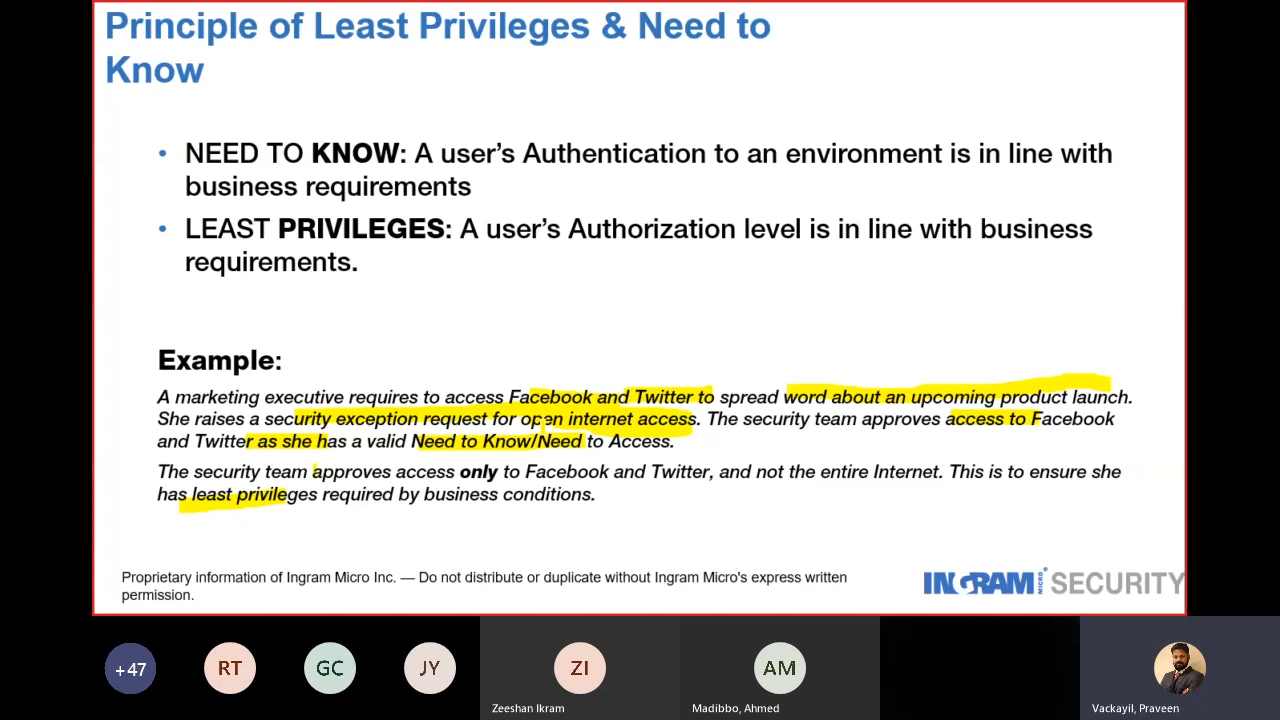 Principle of Least Privileges & Need to
Know
• NEED TO KNOW: A user's Authentication to an environment is in line with
business requirements
• LEAST PRIVILEGES: A user's Authorization level is in line with business
requirements.
Example:
A marketing executive requires to access Facebook and Twitter to spread word about an upcoming product launch.
She raises a security exception request for open internet access. The security team approves access to Facebook
and Twitter as she has a valid Need to Know/Need to Access.
The security team approves access only to Facebook and Twitter, and not the entire Internet. This is to ensure she
has least privileges required by business conditions.
Proprietary information of Ingram Micro Inc. — Do not distribute or duplicate without Ingram Micro's express written
permission.
INGRAM MICRO SECURITY
+47
RT
GC
JY
ZI
AM
Zeeshan Ikram
Madibbo, Ahmed
Vackayil, Praveen